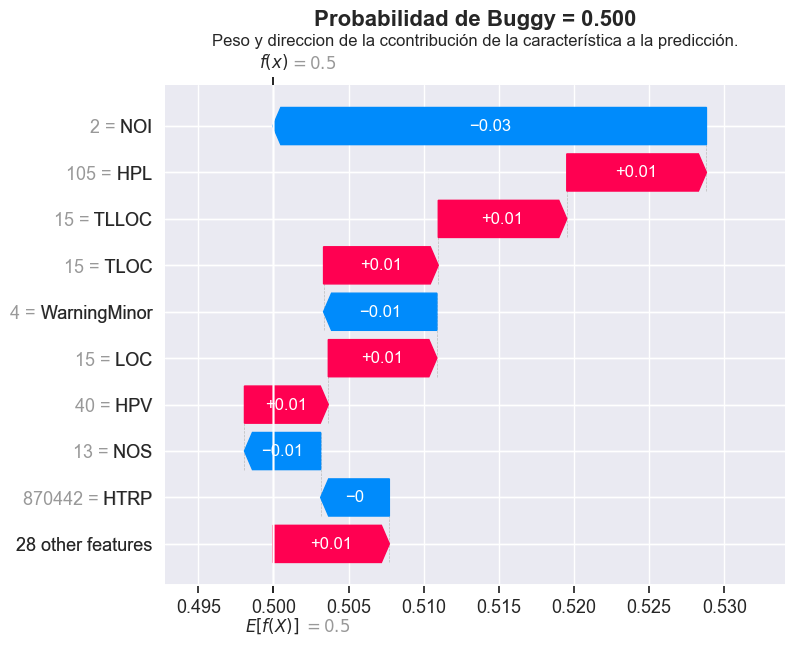 Probabilidad de Buggy = 0.500
Peso y direccion de la ccontribución de la característica a la predicción.
f(x) = 0.5
2 = NOI −0.03
105 = HPL +0.01
15 = TLLOC +0.01
15 = TLOC +0.01
4 = WarningMinor −0.01
15 = LOC +0.01
40 = HPV +0.01
13 = NOS −0.01
870442 = HTRP −0
28 other features +0.01
0.495 0.500 0.505 0.510 0.515 0.520 0.525 0.530
E[f(X)] = 0.5